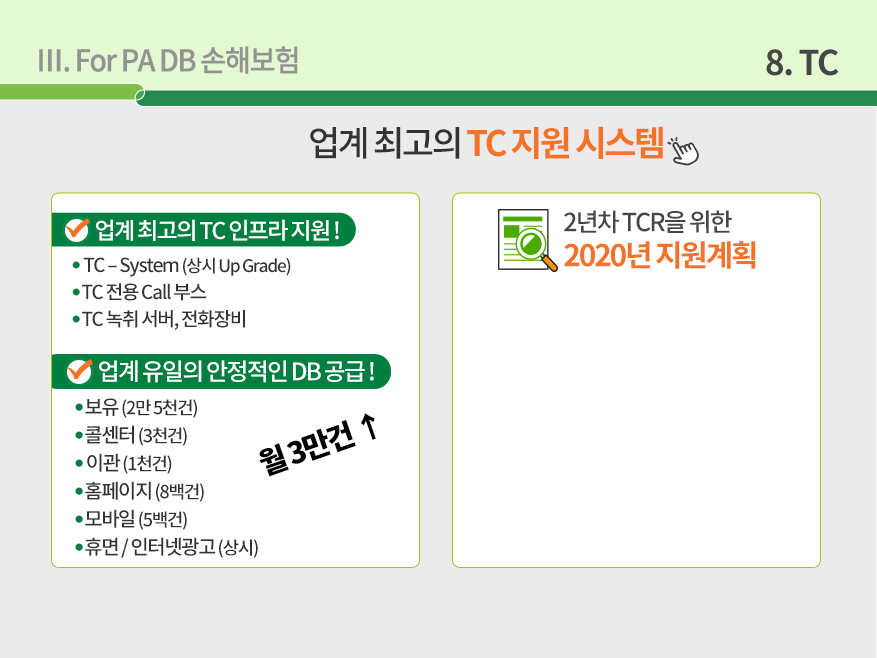 III. For PA DB 손해보험
8. TC
업계 최고의 TC 지원 시스템
업계 최고의 TC 인프라 지원 !
• TC – System (상시 Up Grade)
• TC 전용 Call 부스
• TC 녹취 서버, 전화장비
업계 유일의 안정적인 DB 공급 !
• 보유 (2만 5천건)
• 콜센터 (3천건)
• 이관 (1천건)
• 홈페이지 (8백건)
• 모바일 (5백건)
• 휴면 / 인터넷광고 (상시)
월 3만건 ↑
2년차 TCR을 위한
2020년 지원계획